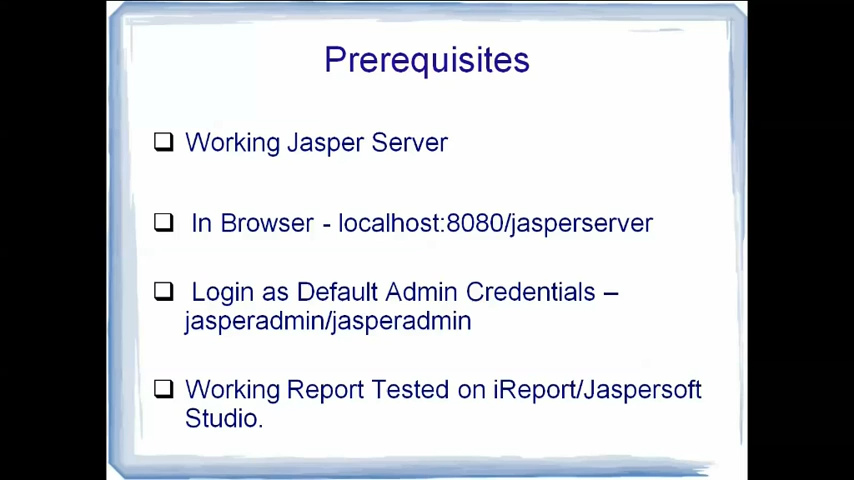 Prerequisites
Working Jasper Server
In Browser - localhost:8080/jasperserver
Login as Default Admin Credentials –
jasperadmin/jasperadmin
Working Report Tested on iReport/Jaspersoft
Studio.